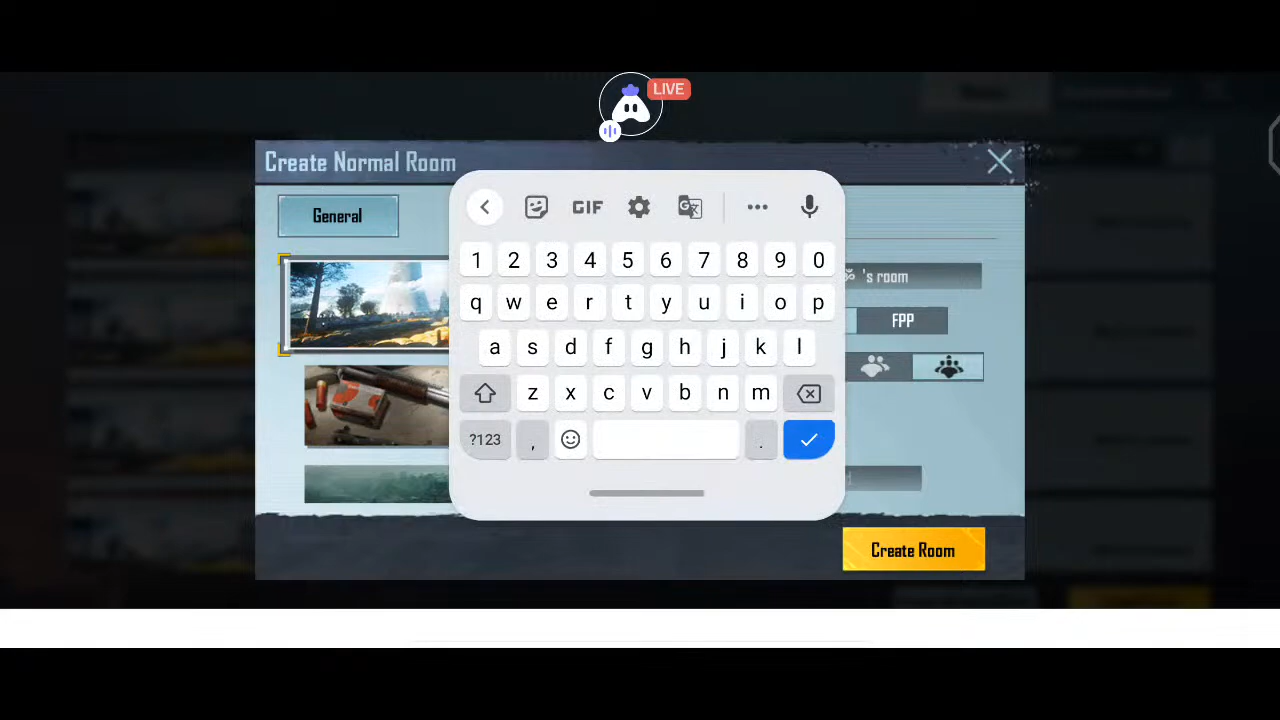 LIVE
Create Normal Room
General
GIF
G
1 2 3 4 5 6 7 8 9 0
q w e r t y u i o p
a s d f g h j k l
z x c v b n m
?123 , .
ॐ 's room
FPP
Create Room